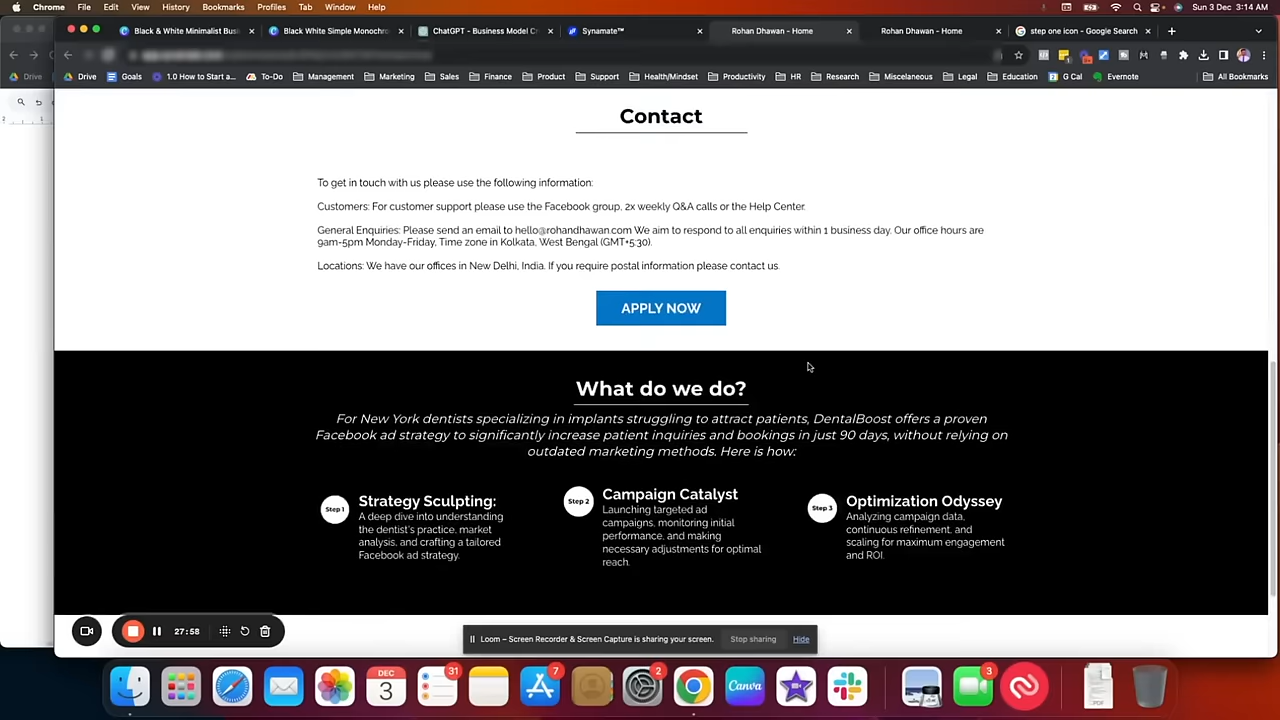 Chrome File Edit View History Bookmarks Profiles Tab Window Help Sun 3 Dec 3:14 AM
Black & White Minimalist Busi Black White Simple Monochro ChatGPT - Business Model Cr Synamate™ Rohan Dhawan - Home Rohan Dhawan - Home step one icon - Google Search
Drive Drive Goals 1.0 How to Start a... To-Do Management Marketing Sales Finance Product Support Health/Mindset Productivity HR Research Miscelaneous Legal Education G Cal Evernote All Bookmarks
Contact
To get in touch with us please use the following information:
Customers: For customer support please use the Facebook group, 2x weekly Q&A calls or the Help Center.
General Enquiries: Please send an email to hello@rohandhawan.com We aim to respond to all enquiries within 1 business day. Our office hours are
9am-5pm Monday-Friday, Time zone in Kolkata, West Bengal (GMT+5:30).
Locations: We have our offices in New Delhi, India. If you require postal information please contact us.
APPLY NOW
What do we do?
For New York dentists specializing in implants struggling to attract patients, DentalBoost offers a proven
Facebook ad strategy to significantly increase patient inquiries and bookings in just 90 days, without relying on
outdated marketing methods. Here is how:
Step 1
Strategy Sculpting:
A deep dive into understanding
the dentist's practice, market
analysis, and crafting a tailored
Facebook ad strategy.
Step 2
Campaign Catalyst
Launching targeted ad
campaigns, monitoring initial
performance, and making
necessary adjustments for optimal
reach.
Step 3
Optimization Odyssey
Analyzing campaign data,
continuous refinement, and
scaling for maximum engagement
and ROI.
27:58
Loom – Screen Recorder & Screen Capture is sharing your screen. Stop sharing Hide
DEC 3 31 7 2 Canva 3 PDF